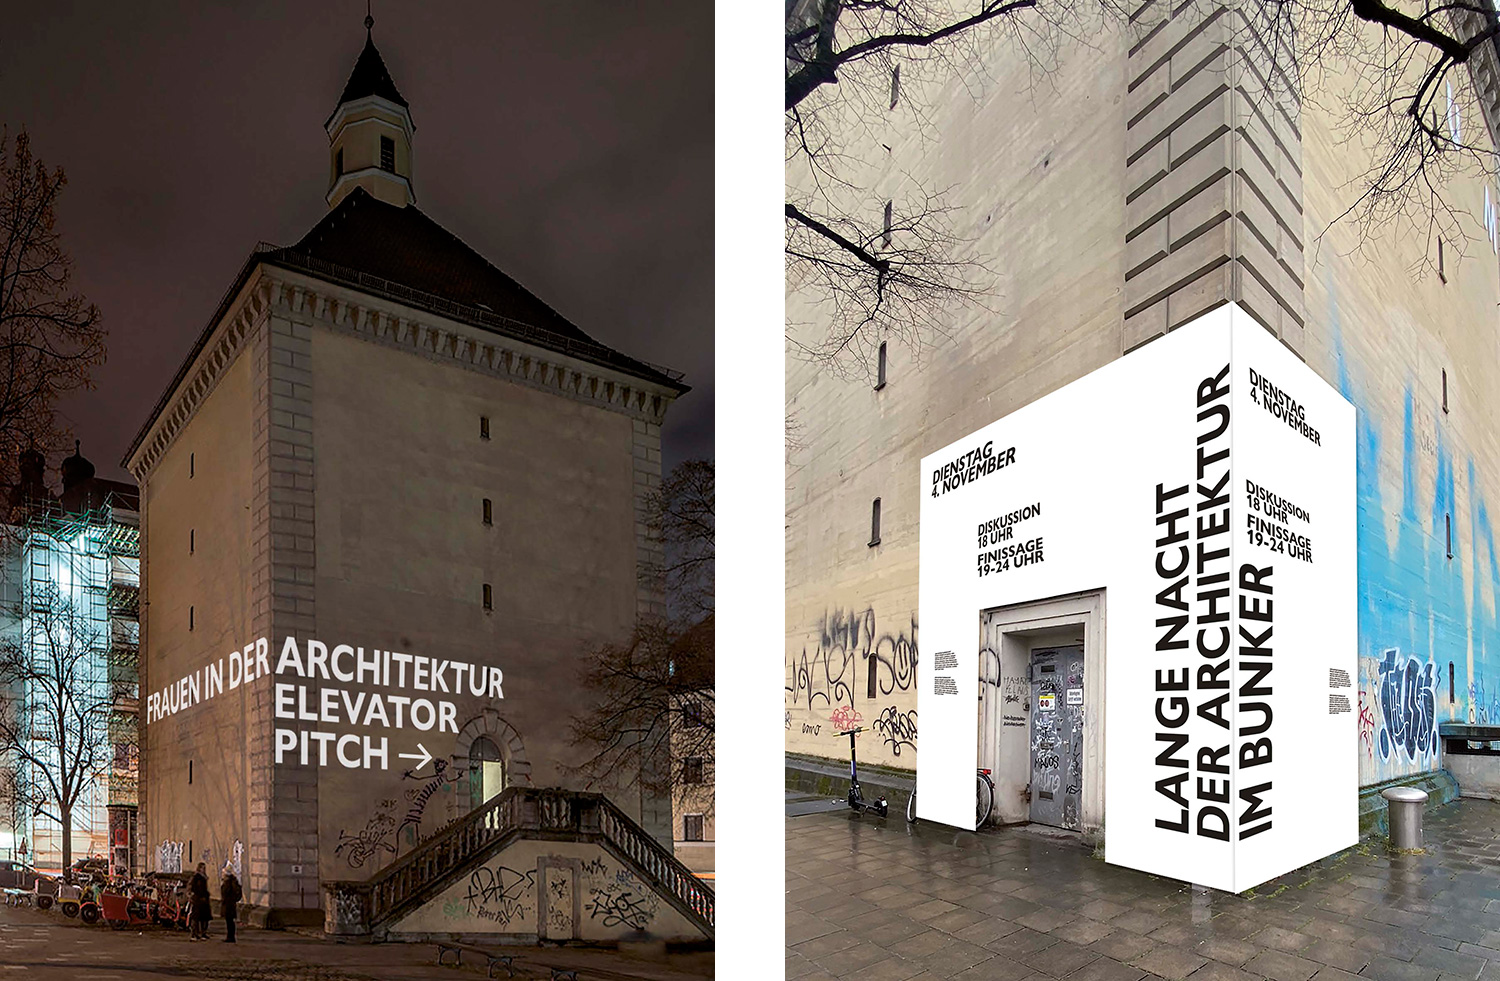 FRAUEN IN DER ARCHITEKTUR
ELEVATOR
PITCH →
DIENSTAG
4. NOVEMBER
DISKUSSION
18 UHR
FINISSAGE
19-24 UHR
LANGE NACHT
DER ARCHITEKTUR
IM BUNKER
DIENSTAG
4. NOVEMBER
DISKUSSION
18 UHR
FINISSAGE
19-24 UHR